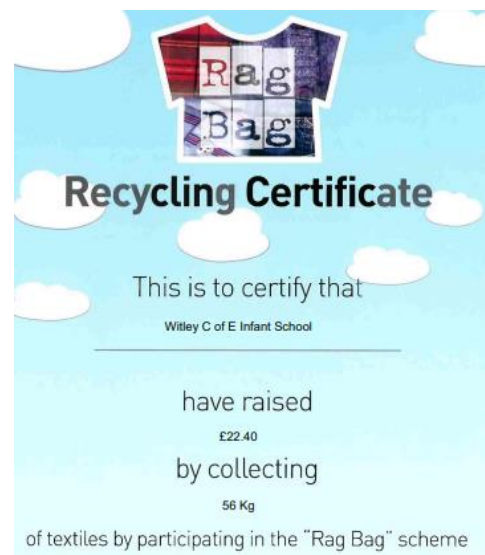 Rag
Bag
Recycling Certificate
This is to certify that
Witley C of E Infant School
have raised
£22.40
by collecting
56 Kg
of textiles by participating in the “Rag Bag” scheme